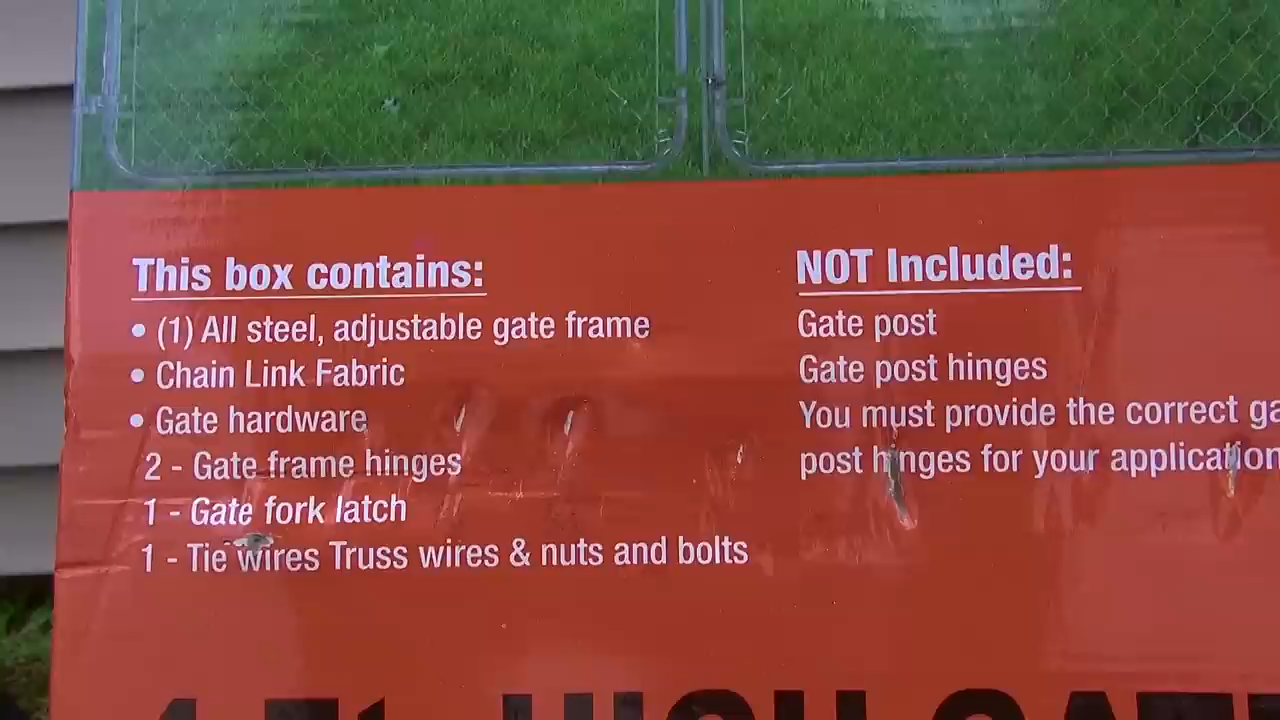 This box contains:
• (1) All steel, adjustable gate frame
• Chain Link Fabric
• Gate hardware
2 - Gate frame hinges
1 - Gate fork latch
1 - Tie wires Truss wires & nuts and bolts
NOT Included:
Gate post
Gate post hinges
You must provide the correct
post hinges for your application
HIGH